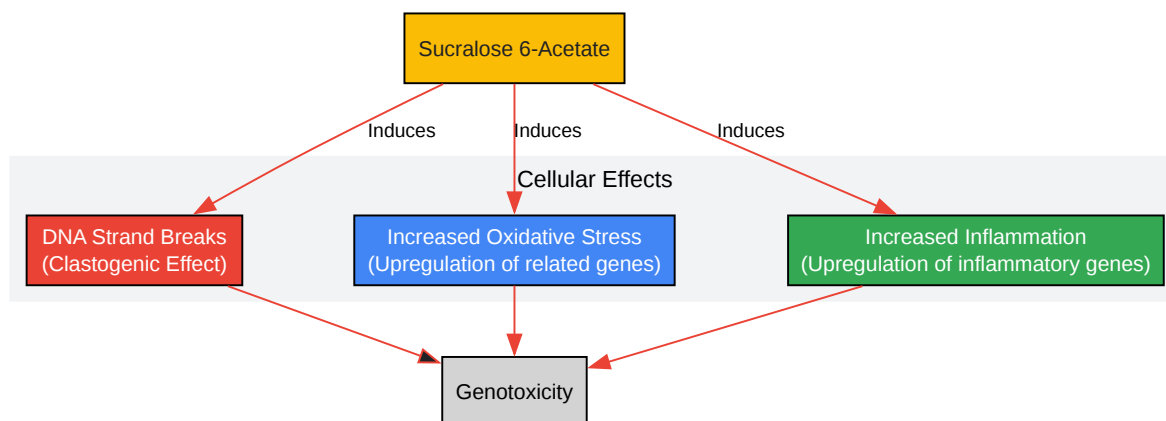 Sucralose 6-Acetate
Induces
Induces
Induces
Cellular Effects
DNA Strand Breaks
(Clastogenic Effect)
Increased Oxidative Stress
(Upregulation of related genes)
Increased Inflammation
(Upregulation of inflammatory genes)
Genotoxicity